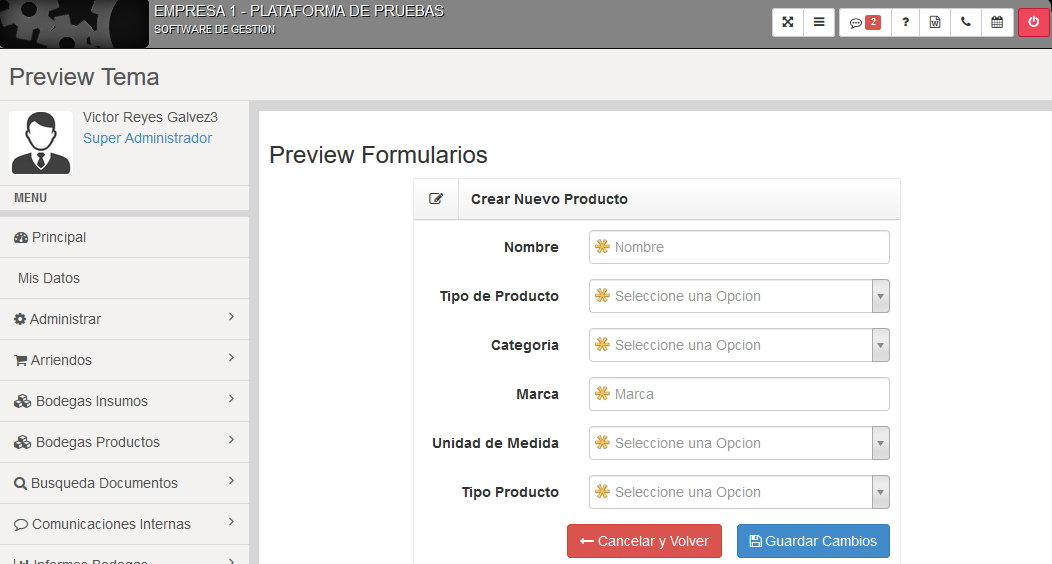 EMPRESA 1 - PLATAFORMA DE PRUEBAS
SOFTWARE DE GESTION
2
?
W
Preview Tema
Victor Reyes Galvez3
Super Administrador
MENU
Principal
Mis Datos
Administrar
Arriendos
Bodegas Insumos
Bodegas Productos
Busqueda Documentos
Comunicaciones Internas
Informes Bodegas
Preview Formularios
Crear Nuevo Producto
Nombre Nombre
Tipo de Producto Seleccione una Opcion
Categoria Seleccione una Opcion
Marca Marca
Unidad de Medida Seleccione una Opcion
Tipo Producto Seleccione una Opcion
Cancelar y Volver Guardar Cambios